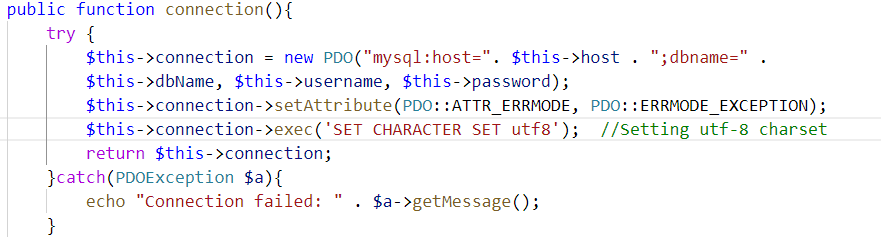 public function connection(){
    try {
        $this->connection = new PDO("mysql:host=". $this->host . ";dbname=" .
        $this->dbName, $this->username, $this->password);
        $this->connection->setAttribute(PDO::ATTR_ERRMODE, PDO::ERRMODE_EXCEPTION);
        $this->connection->exec('SET CHARACTER SET utf8');  //Setting utf-8 charset
        return $this->connection;
    }catch(PDOException $a){
        echo "Connection failed: " . $a->getMessage();
    }